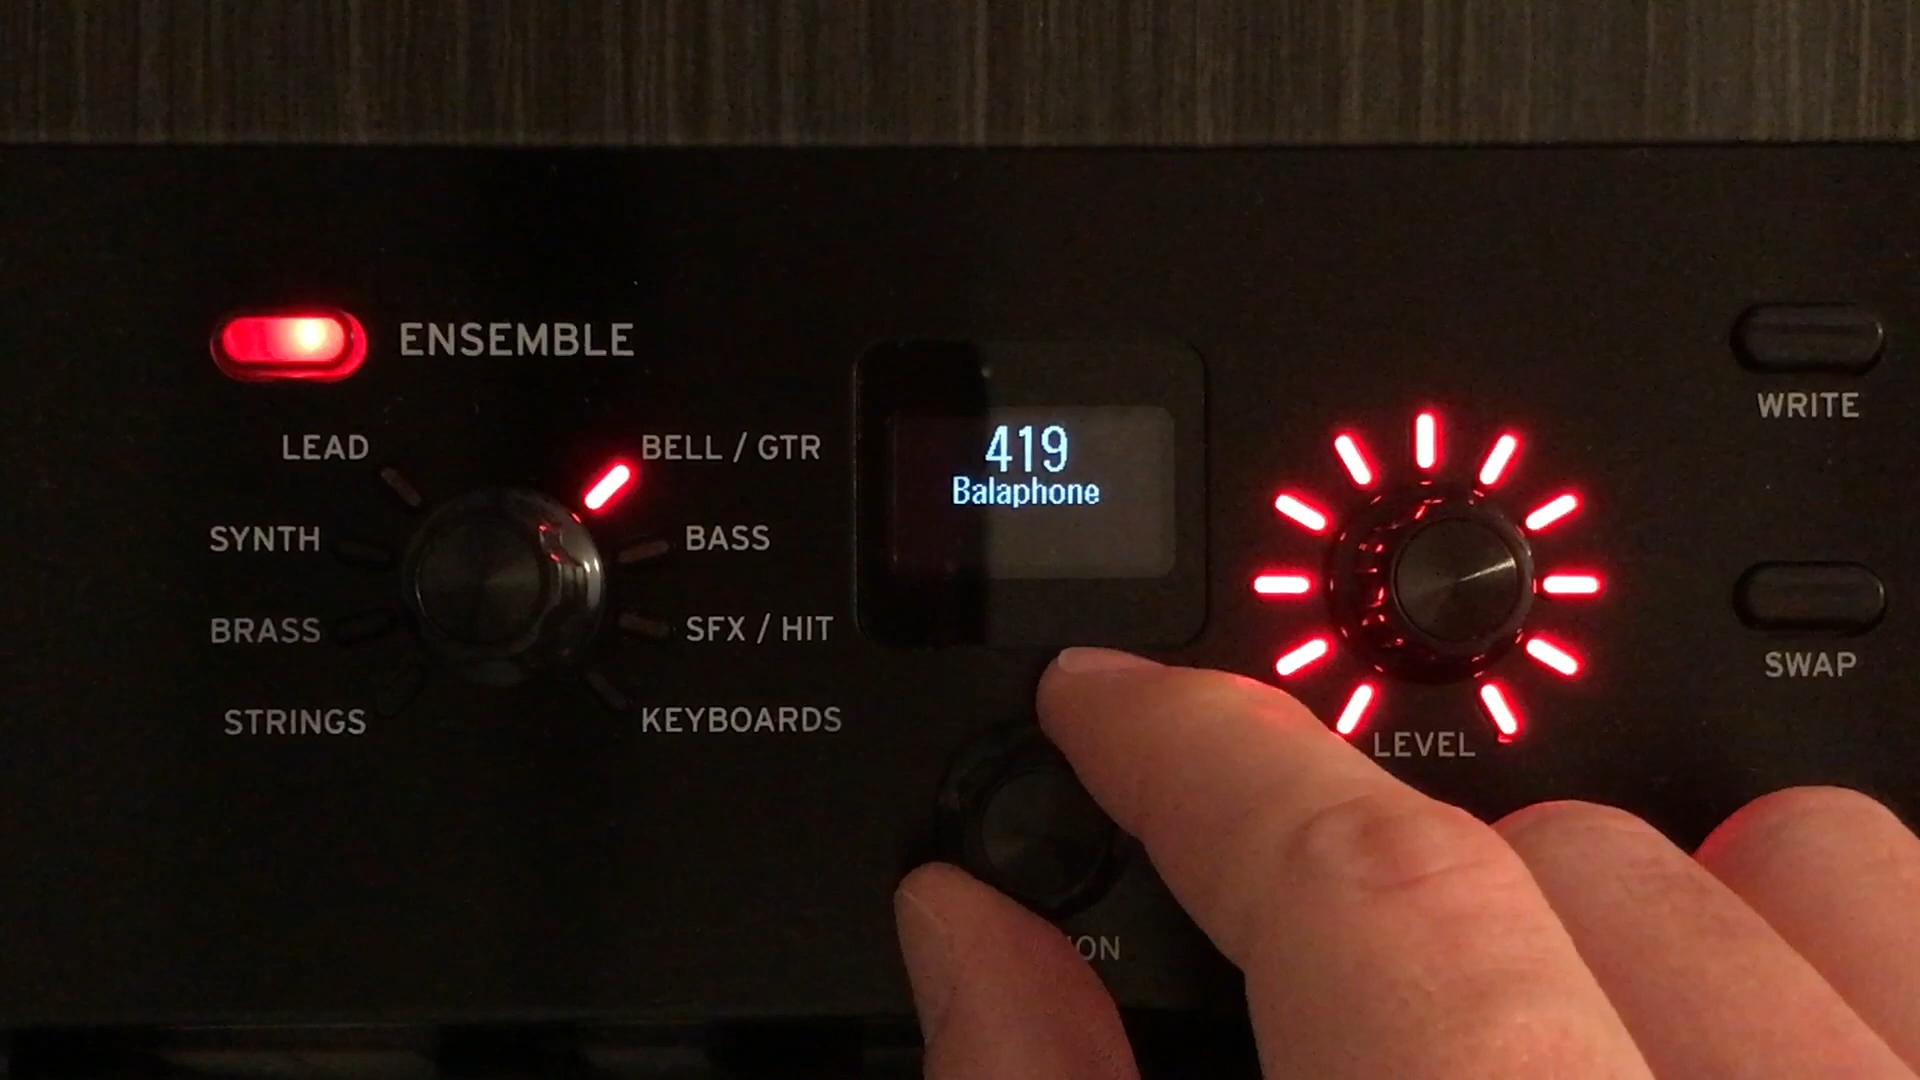 ENSEMBLE
LEAD
BELL / GTR
SYNTH
BASS
BRASS
SFX / HIT
STRINGS
KEYBOARDS
419
Balaphone
LEVEL
WRITE
SWAP